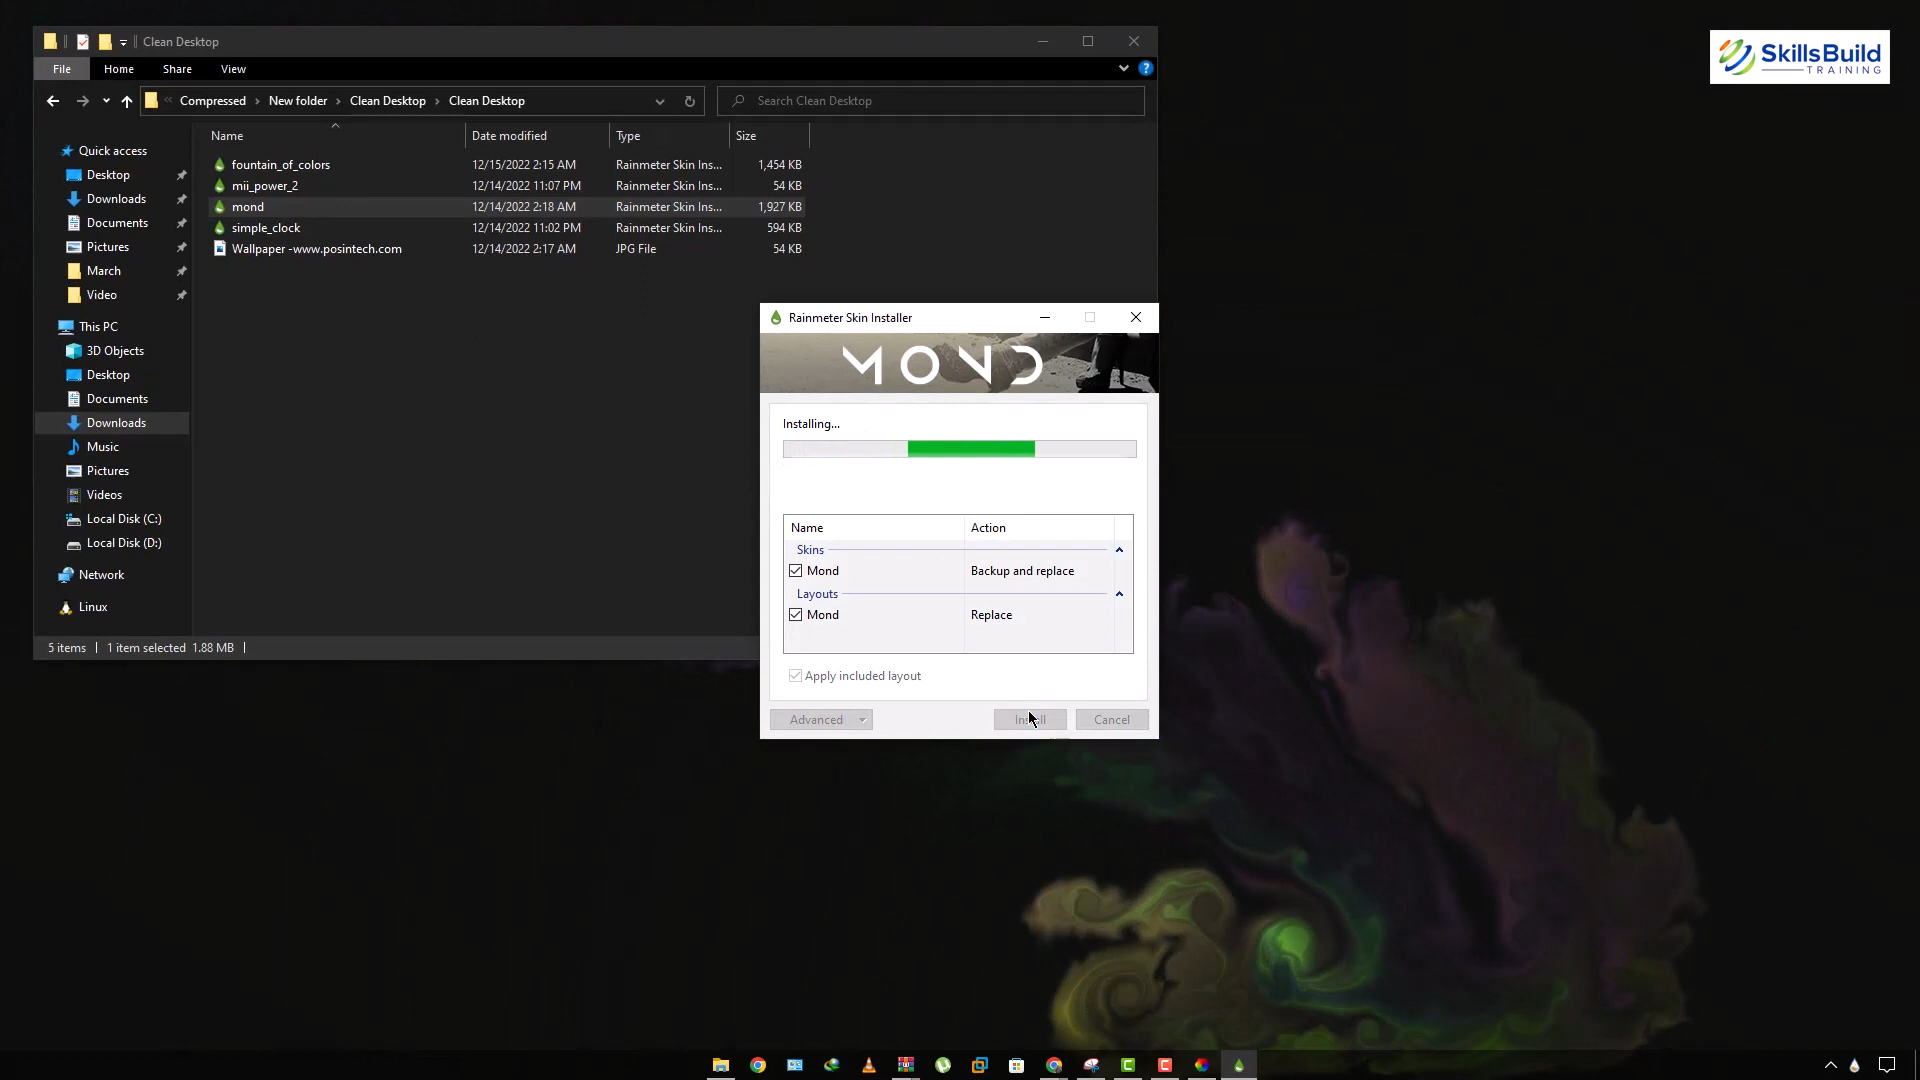 Clean Desktop
SkillsBuild
TRAINING
File Home Share View
Compressed New folder Clean Desktop Clean Desktop
Search Clean Desktop
Name Date modified Type Size
fountain_of_colors 12/15/2022 2:15 AM Rainmeter Skin Ins... 1,454 KB
mii_power_2 12/14/2022 11:07 PM Rainmeter Skin Ins... 54 KB
mond 12/14/2022 2:18 AM Rainmeter Skin Ins... 1,927 KB
simple_clock 12/14/2022 11:02 PM Rainmeter Skin Ins... 594 KB
Wallpaper -www.posintech.com 12/14/2022 2:17 AM JPG File 54 KB
Quick access
Desktop
Downloads
Documents
Pictures
March
Video
This PC
3D Objects
Desktop
Documents
Downloads
Music
Pictures
Videos
Local Disk (C:)
Local Disk (D:)
Network
Linux
5 items 1 item selected 1.88 MB
Rainmeter Skin Installer
MOND
Installing...
Name Action
Skins
Mond Backup and replace
Layouts
Mond Replace
Apply included layout
Advanced Install Cancel